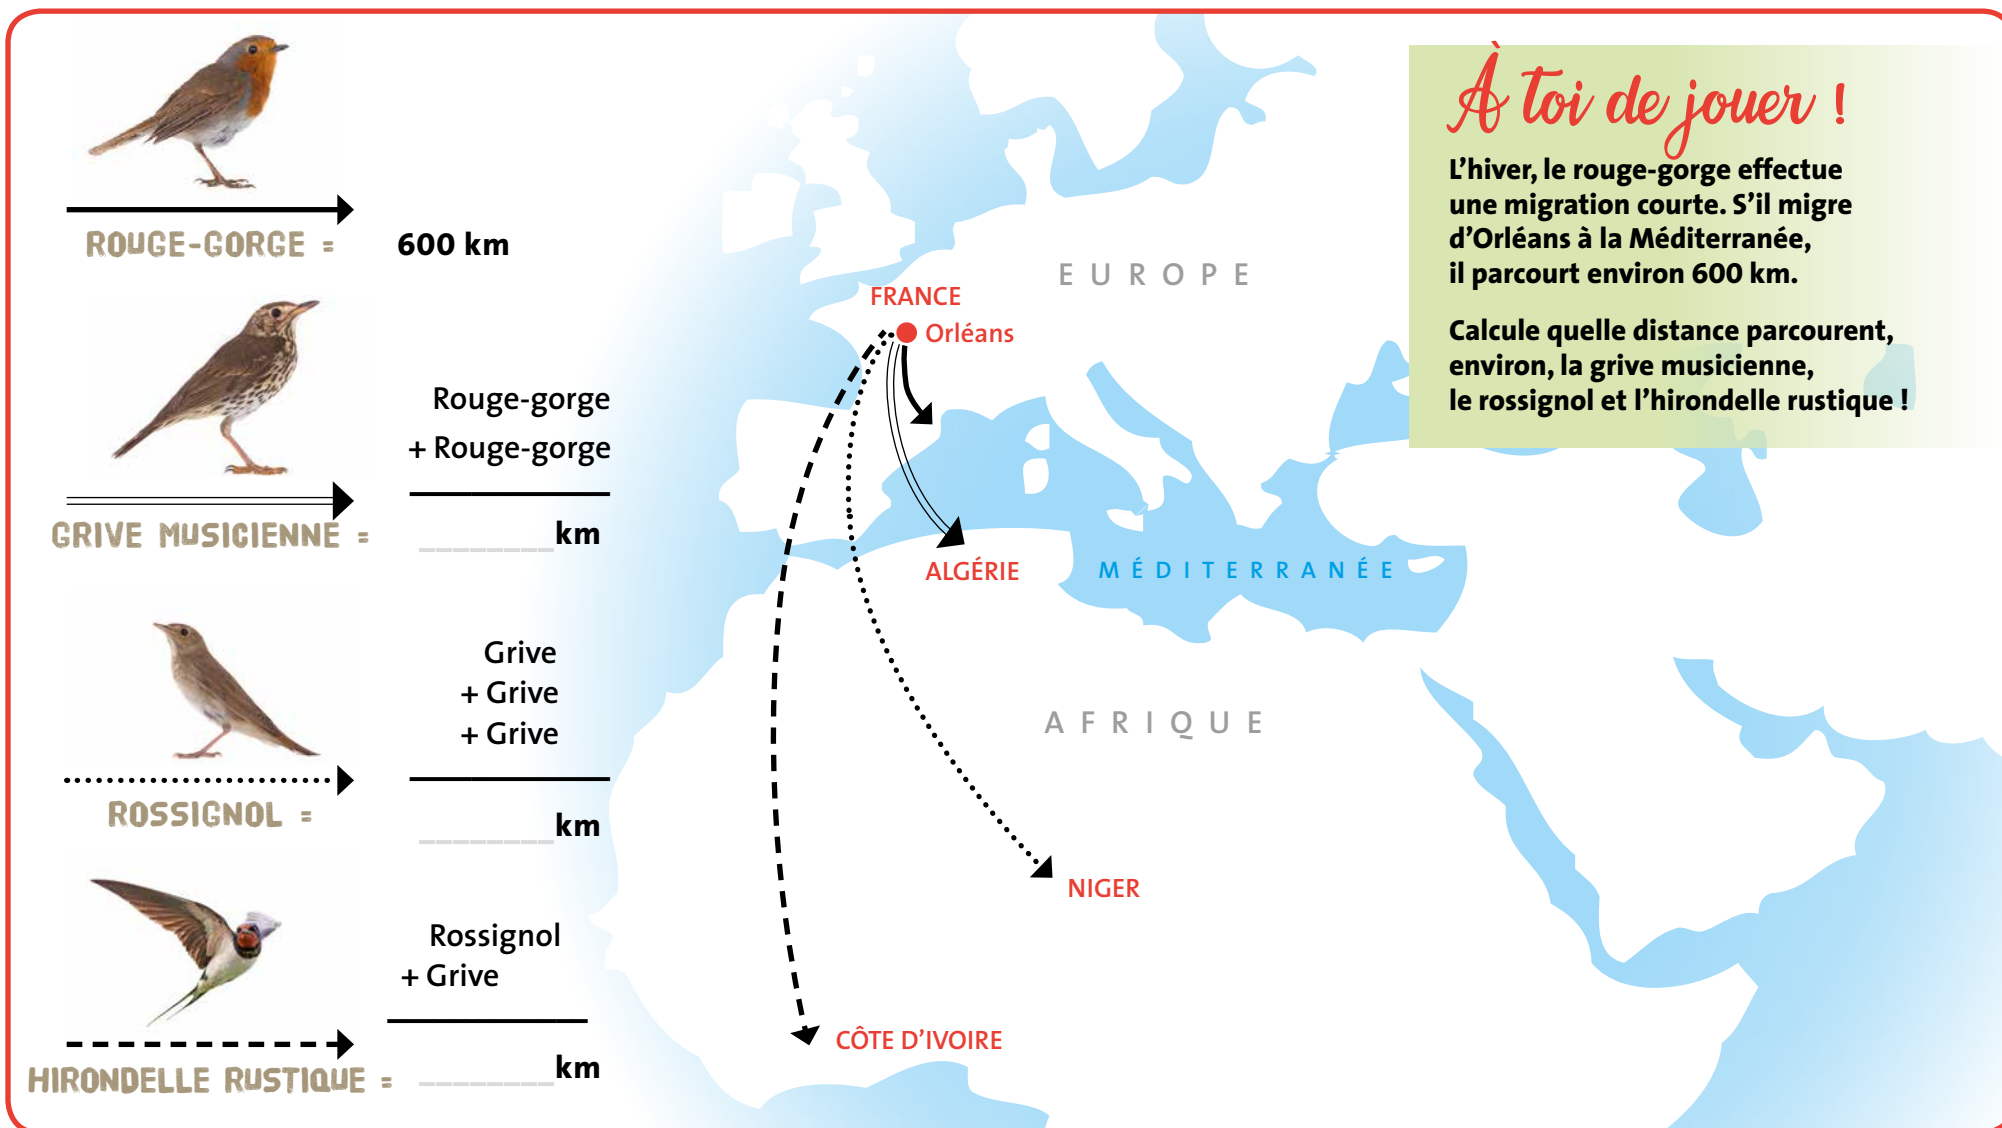 À toi de jouer !
L’hiver, le rouge-gorge effectue
une migration courte. S’il migre
d’Orléans à la Méditerranée,
il parcourt environ 600 km.
Calcule quelle distance parcourent,
environ, la grive musicienne,
le rossignol et l’hirondelle rustique !
ROUGE-GORGE =
600 km
Rouge-gorge
+ Rouge-gorge
GRIVE MUSICIENNE =
________km
Grive
+ Grive
+ Grive
ROSSIGNOL =
________km
Rossignol
+ Grive
HIRONDELLE RUSTIQUE =
________km
EUROPE
FRANCE
Orléans
ALGÉRIE
MÉDITERRANÉE
AFRIQUE
NIGER
CÔTE D’IVOIRE